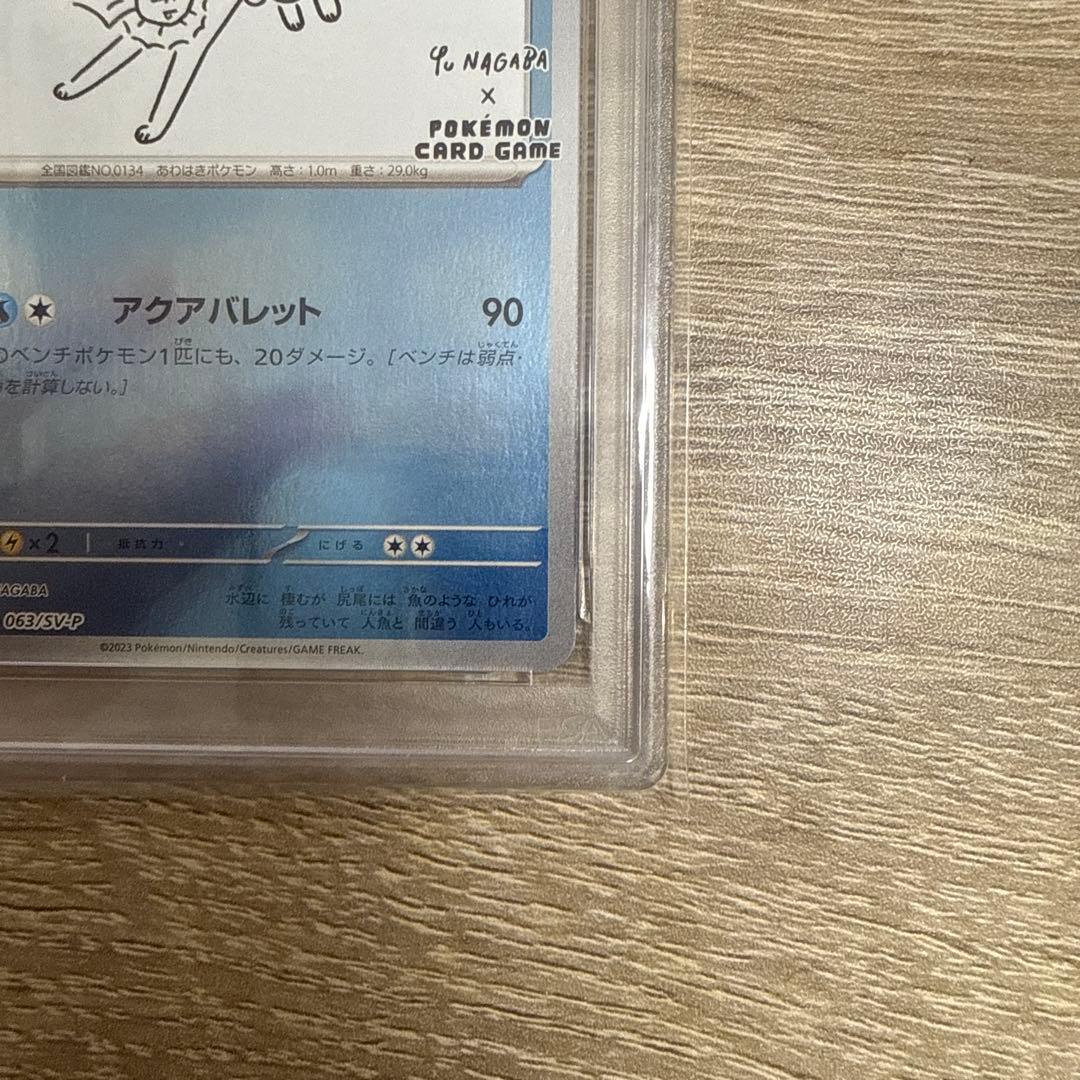 Yu NAGABA
×
POKÉMON
CARD GAME
全国図鑑NO.0134 あわはきポケモン 高さ：1.0m 重さ：29.0kg
アクアバレット 90
のベンチポケモン1匹にも、20ダメージ。[ベンチは弱点・
を計算しない。]
×2 抵抗力 にげる
NAGABA
水辺に 棲むが 尻尾には 魚のような ひれが
063/SV-P 残っていて 人魚と 間違う 人もいる。
©2023 Pokémon/Nintendo/Creatures/GAME FREAK.